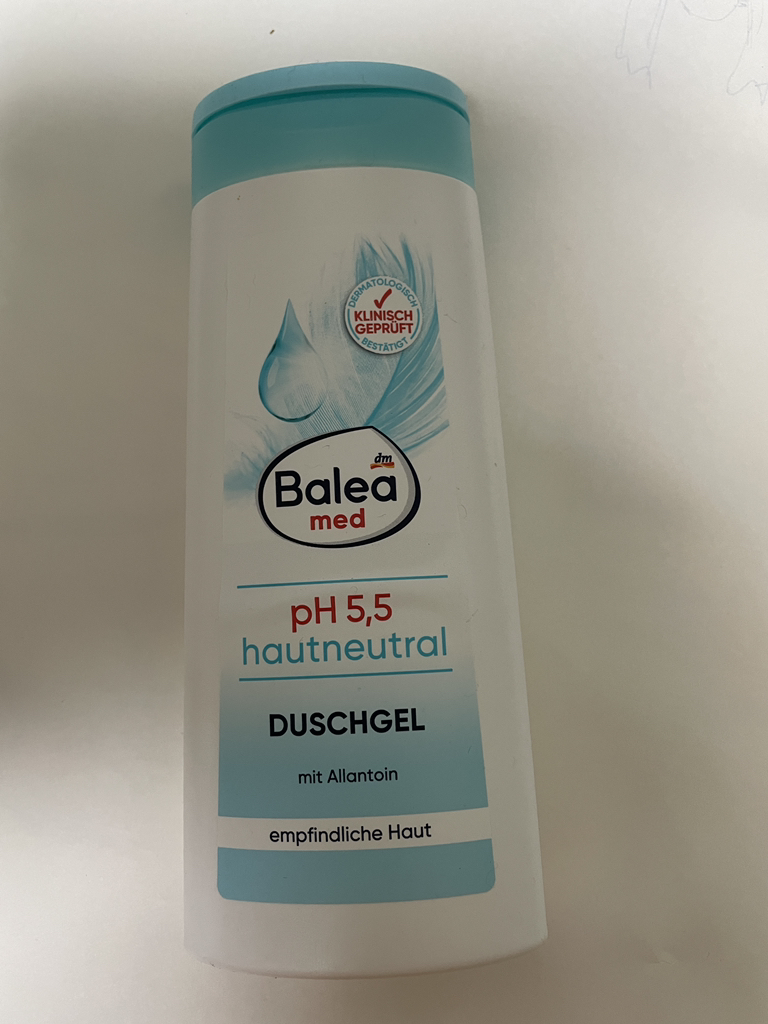 DERMATOLOGISCH
KLINISCH
GEPRÜFT
BESTÄTIGT
dm
Balea
med
pH 5,5
hautneutral
DUSCHGEL
mit Allantoin
empfindliche Haut